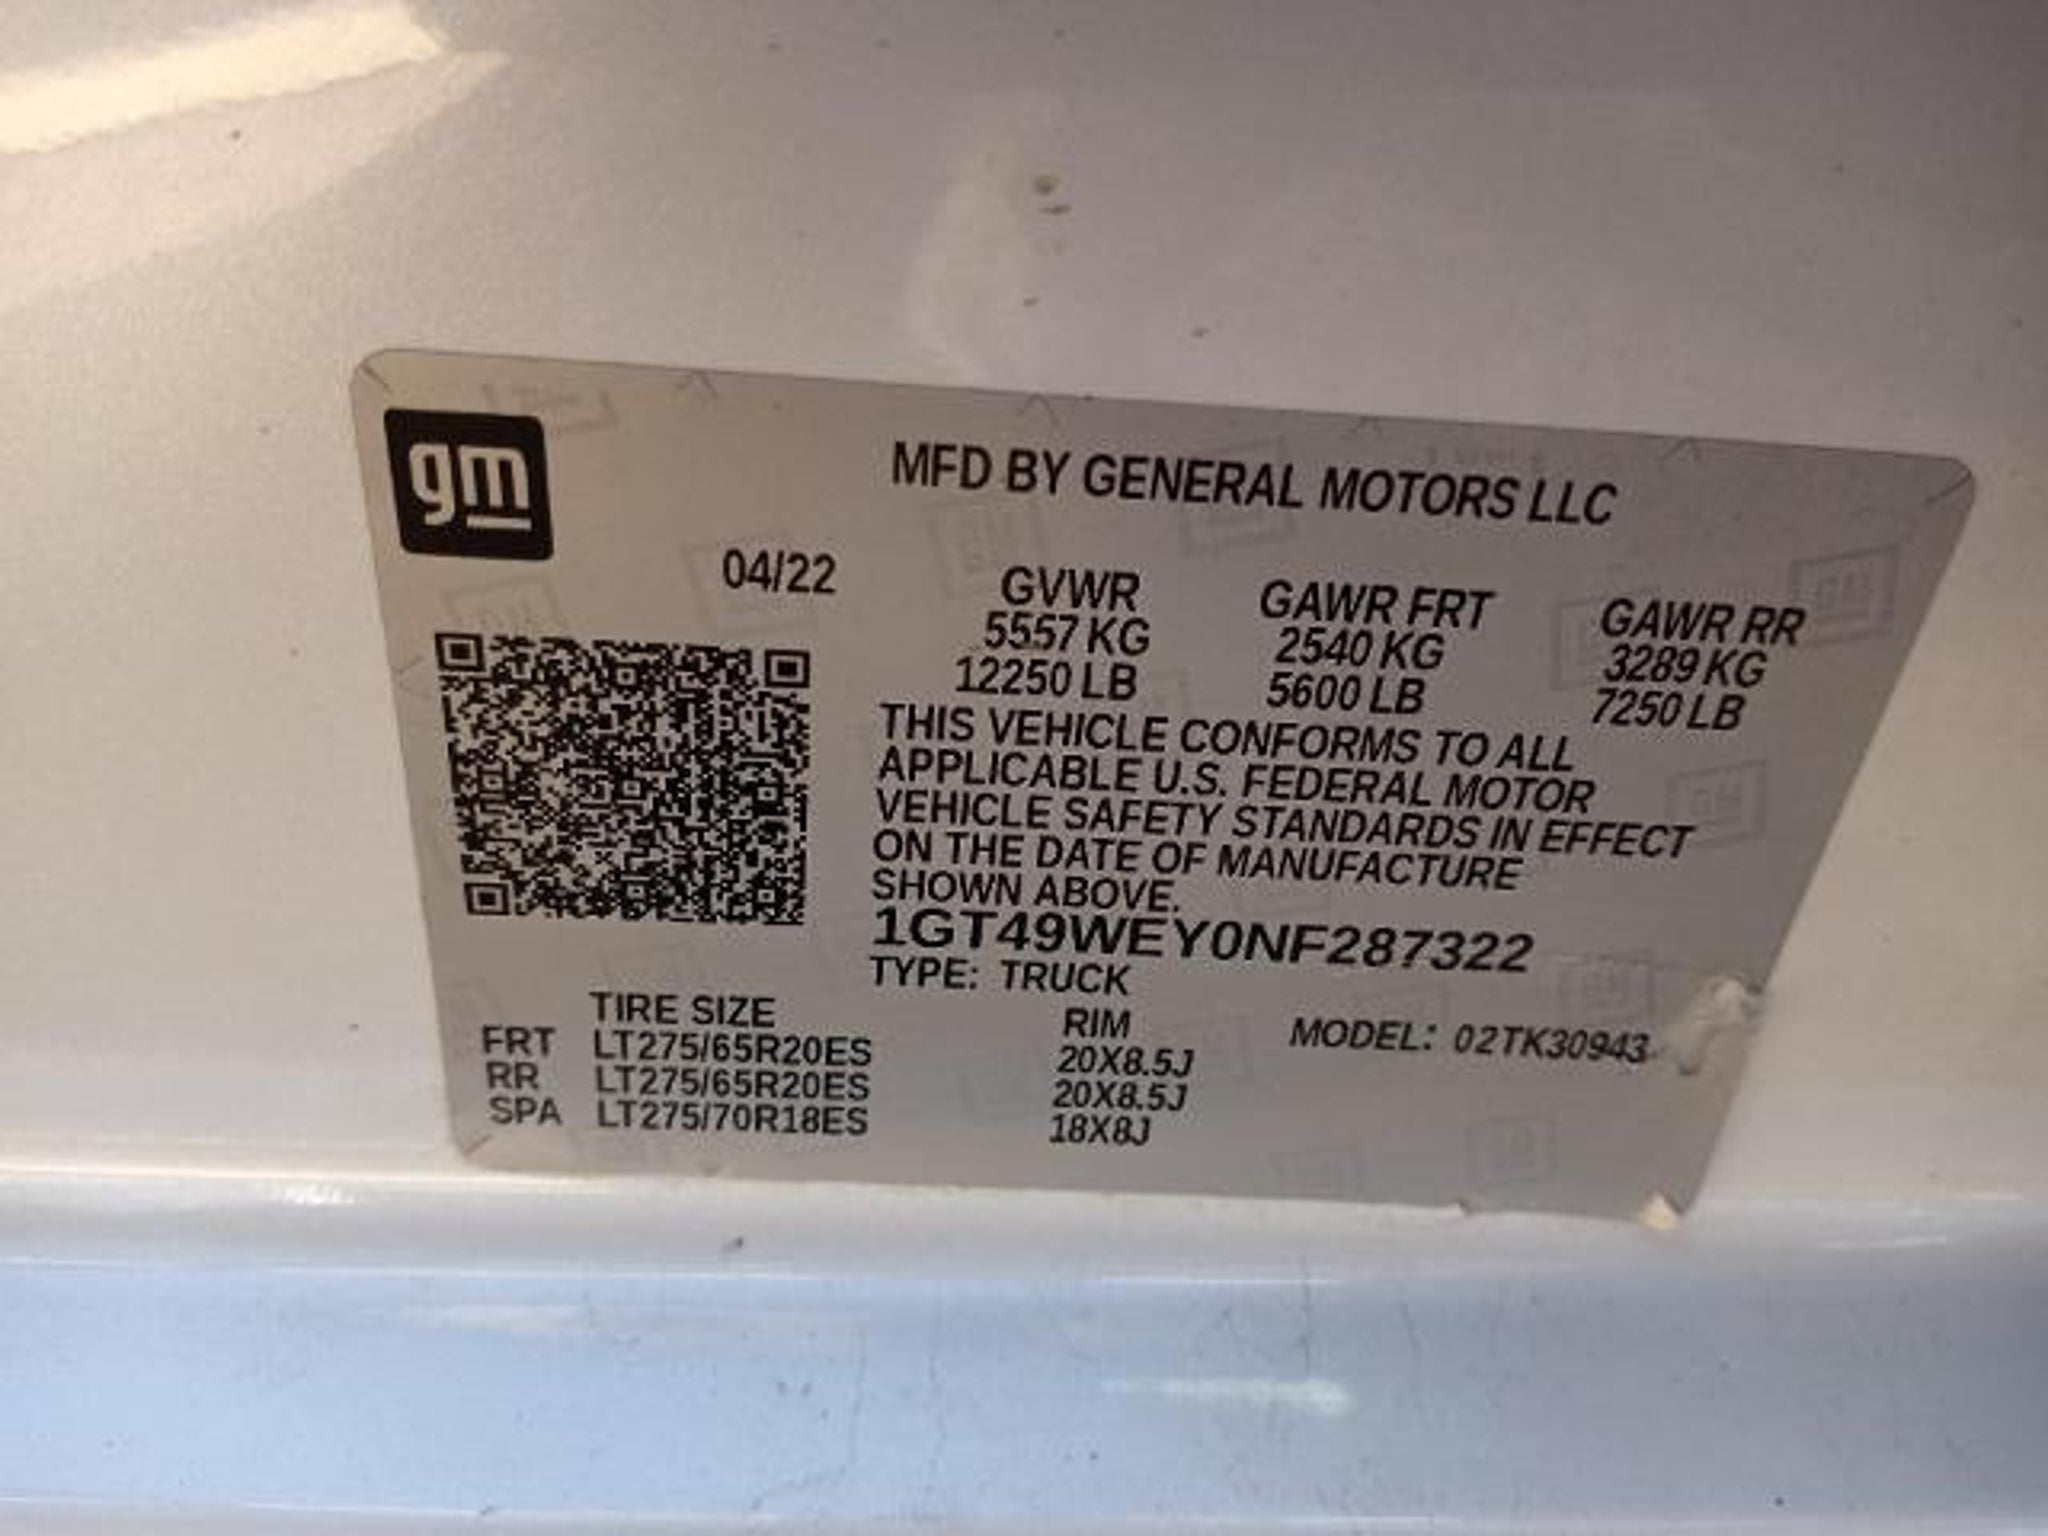 gm
MFD BY GENERAL MOTORS LLC
04/22
GVWR GAWR FRT GAWR RR
5557 KG 2540 KG 3289 KG
12250 LB 5600 LB 7250 LB
THIS VEHICLE CONFORMS TO ALL
APPLICABLE U.S. FEDERAL MOTOR
VEHICLE SAFETY STANDARDS IN EFFECT
ON THE DATE OF MANUFACTURE
SHOWN ABOVE.
1GT49WEY0NF287322
TYPE: TRUCK
TIRE SIZE RIM MODEL: 02TK30943
FRT LT275/65R20ES 20X8.5J
RR LT275/65R20ES 20X8.5J
SPA LT275/70R18ES 18X8J